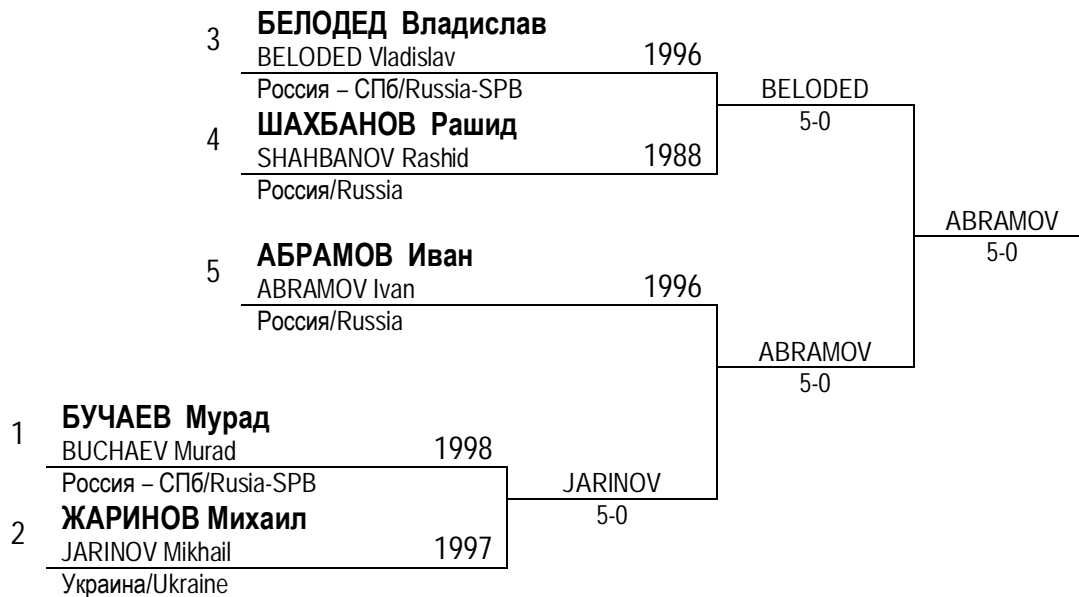 3
БЕЛОДЕД Владислав
BELODED Vladislav 1996
Россия – СПб/Russia-SPB
BELODED
5-0
4
ШАХБАНОВ Рашид
SHAHBANOV Rashid 1988
Россия/Russia
ABRAMOV
5-0
5
АБРАМОВ Иван
ABRAMOV Ivan 1996
Россия/Russia
ABRAMOV
5-0
1
БУЧАЕВ Мурад
BUCHAEV Murad 1998
Россия – СПб/Rusia-SPB
JARINOV
5-0
2
ЖАРИНОВ Михаил
JARINOV Mikhail 1997
Украина/Ukraine